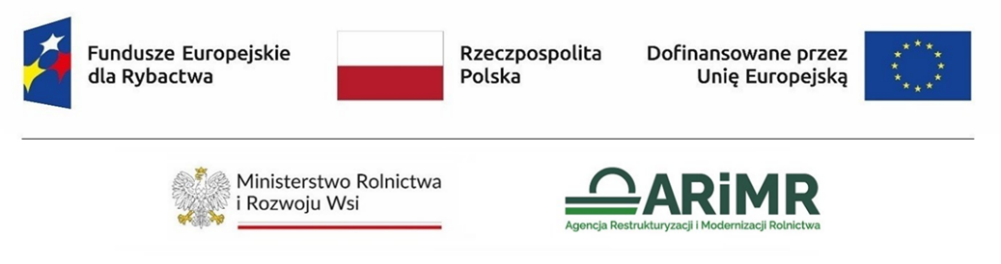 Fundusze Europejskie
dla Rybactwa
Rzeczpospolita
Polska
Dofinansowane przez
Unię Europejską
Ministerstwo Rolnictwa
i Rozwoju Wsi
ARiMR
Agencja Restrukturyzacji i Modernizacji Rolnictwa